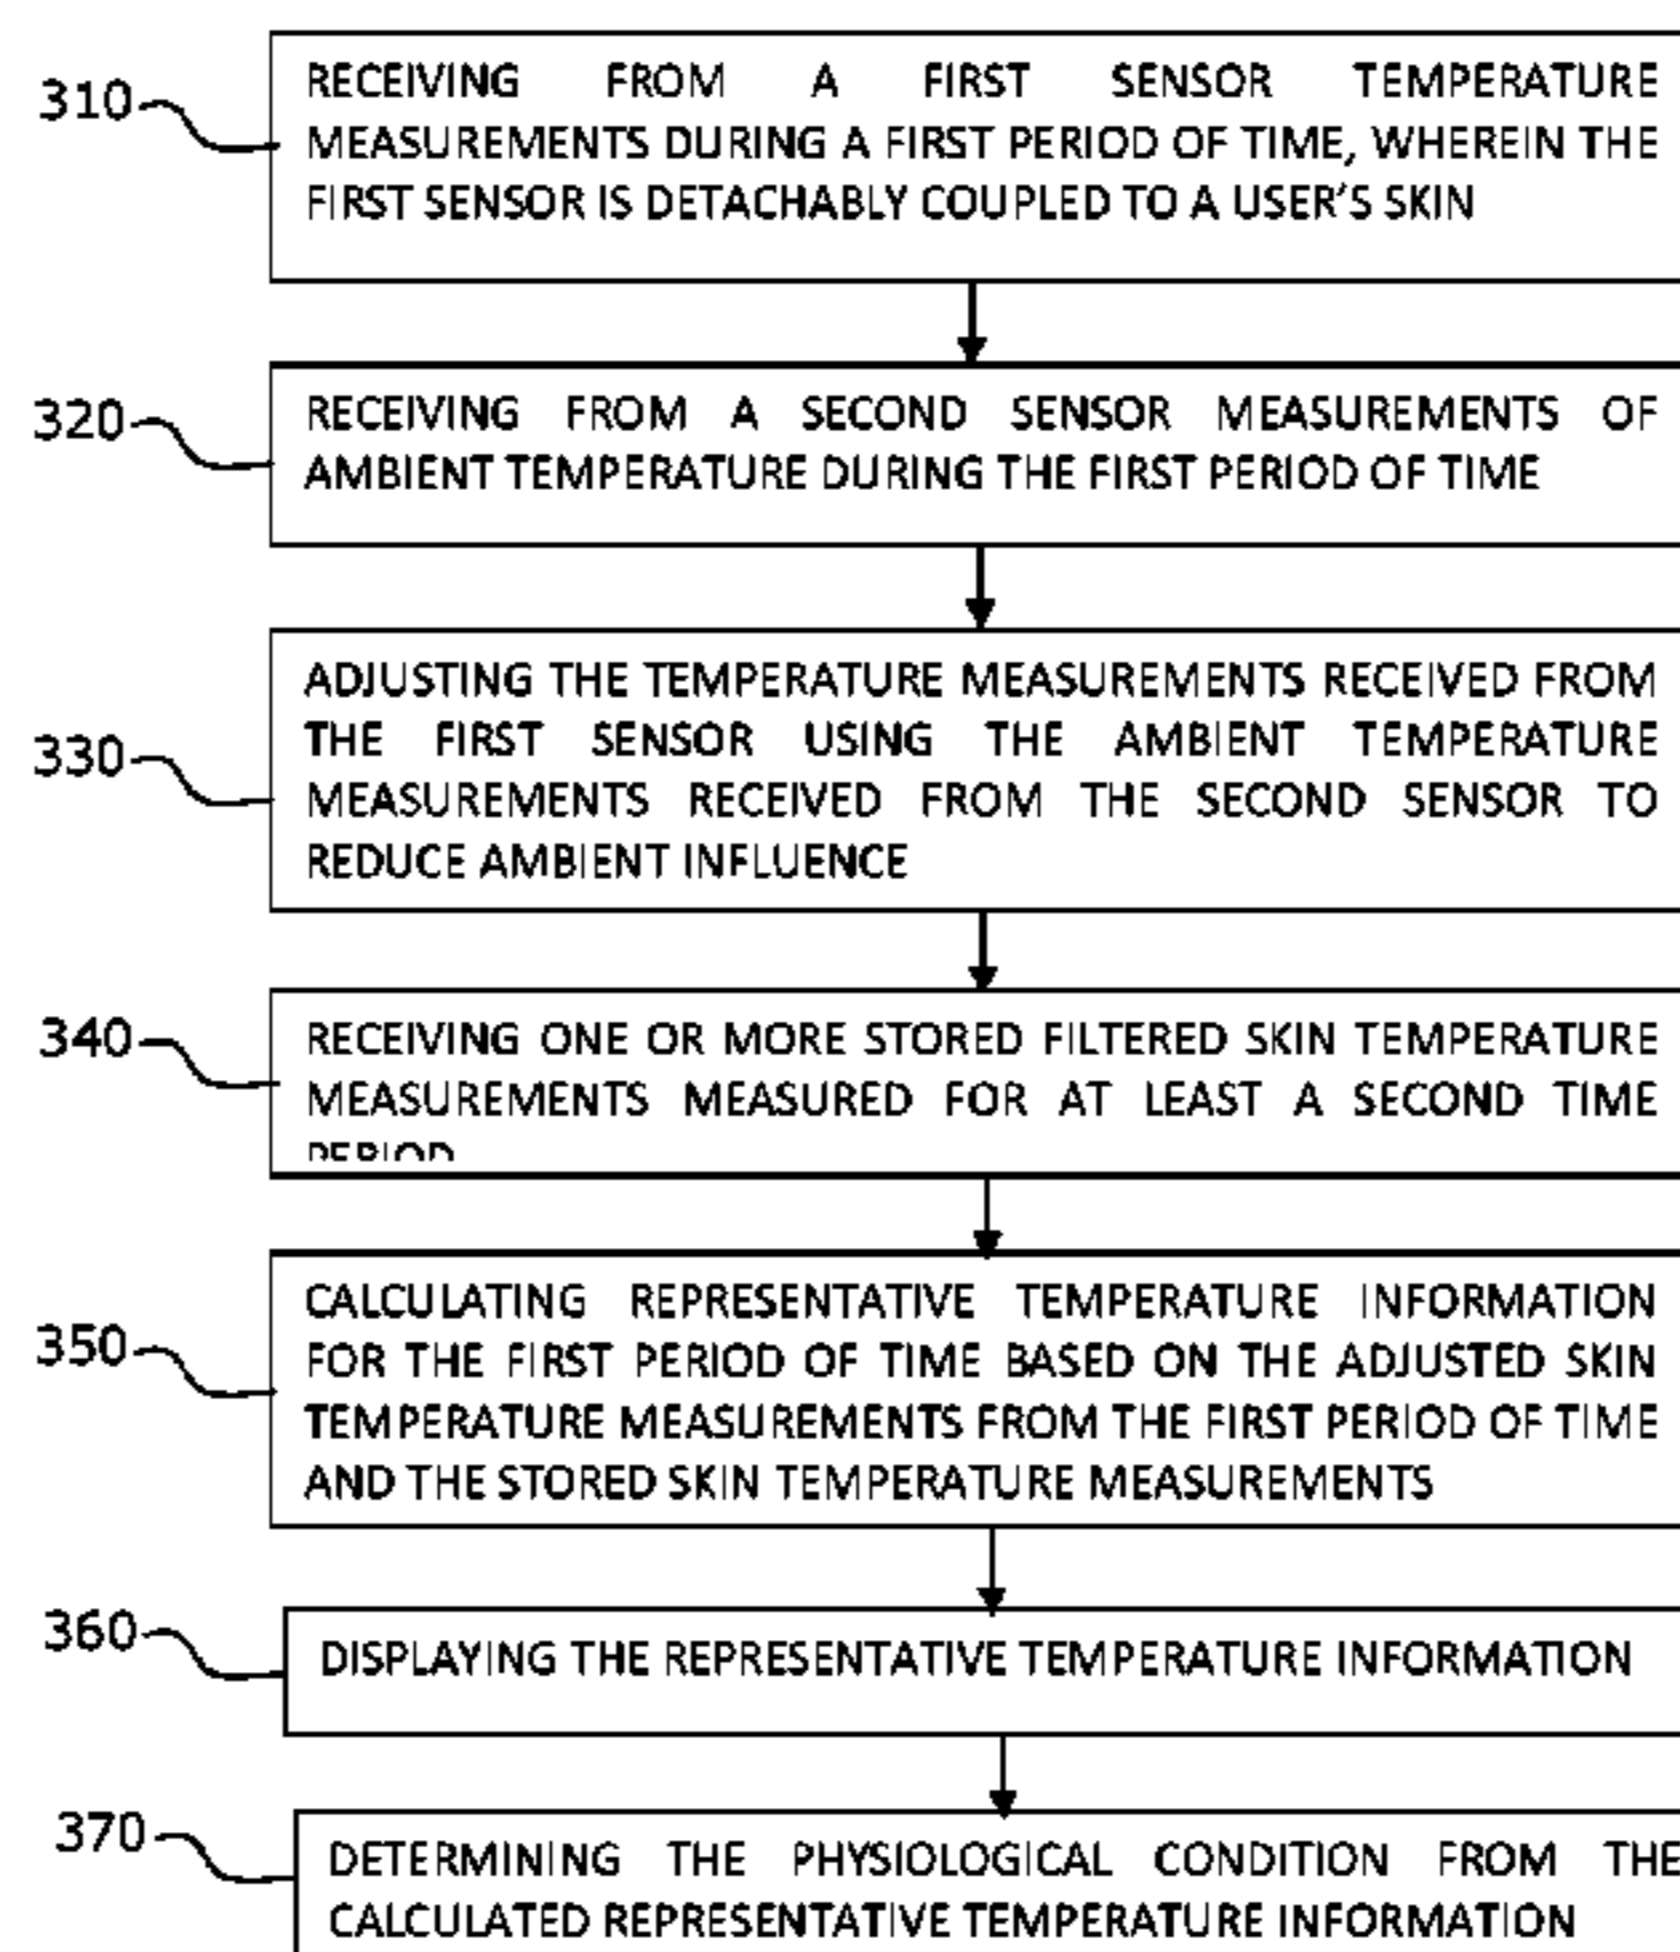 310
RECEIVING FROM A FIRST SENSOR TEMPERATURE
MEASUREMENTS DURING A FIRST PERIOD OF TIME, WHEREIN THE
FIRST SENSOR IS DETACHABLY COUPLED TO A USER'S SKIN
320
RECEIVING FROM A SECOND SENSOR MEASUREMENTS OF
AMBIENT TEMPERATURE DURING THE FIRST PERIOD OF TIME
330
ADJUSTING THE TEMPERATURE MEASUREMENTS RECEIVED FROM
THE FIRST SENSOR USING THE AMBIENT TEMPERATURE
MEASUREMENTS RECEIVED FROM THE SECOND SENSOR TO
REDUCE AMBIENT INFLUENCE
340
RECEIVING ONE OR MORE STORED FILTERED SKIN TEMPERATURE
MEASUREMENTS MEASURED FOR AT LEAST A SECOND TIME
PERIOD
350
CALCULATING REPRESENTATIVE TEMPERATURE INFORMATION
FOR THE FIRST PERIOD OF TIME BASED ON THE ADJUSTED SKIN
TEMPERATURE MEASUREMENTS FROM THE FIRST PERIOD OF TIME
AND THE STORED SKIN TEMPERATURE MEASUREMENTS
360
DISPLAYING THE REPRESENTATIVE TEMPERATURE INFORMATION
370
DETERMINING THE PHYSIOLOGICAL CONDITION FROM THE
CALCULATED REPRESENTATIVE TEMPERATURE INFORMATION